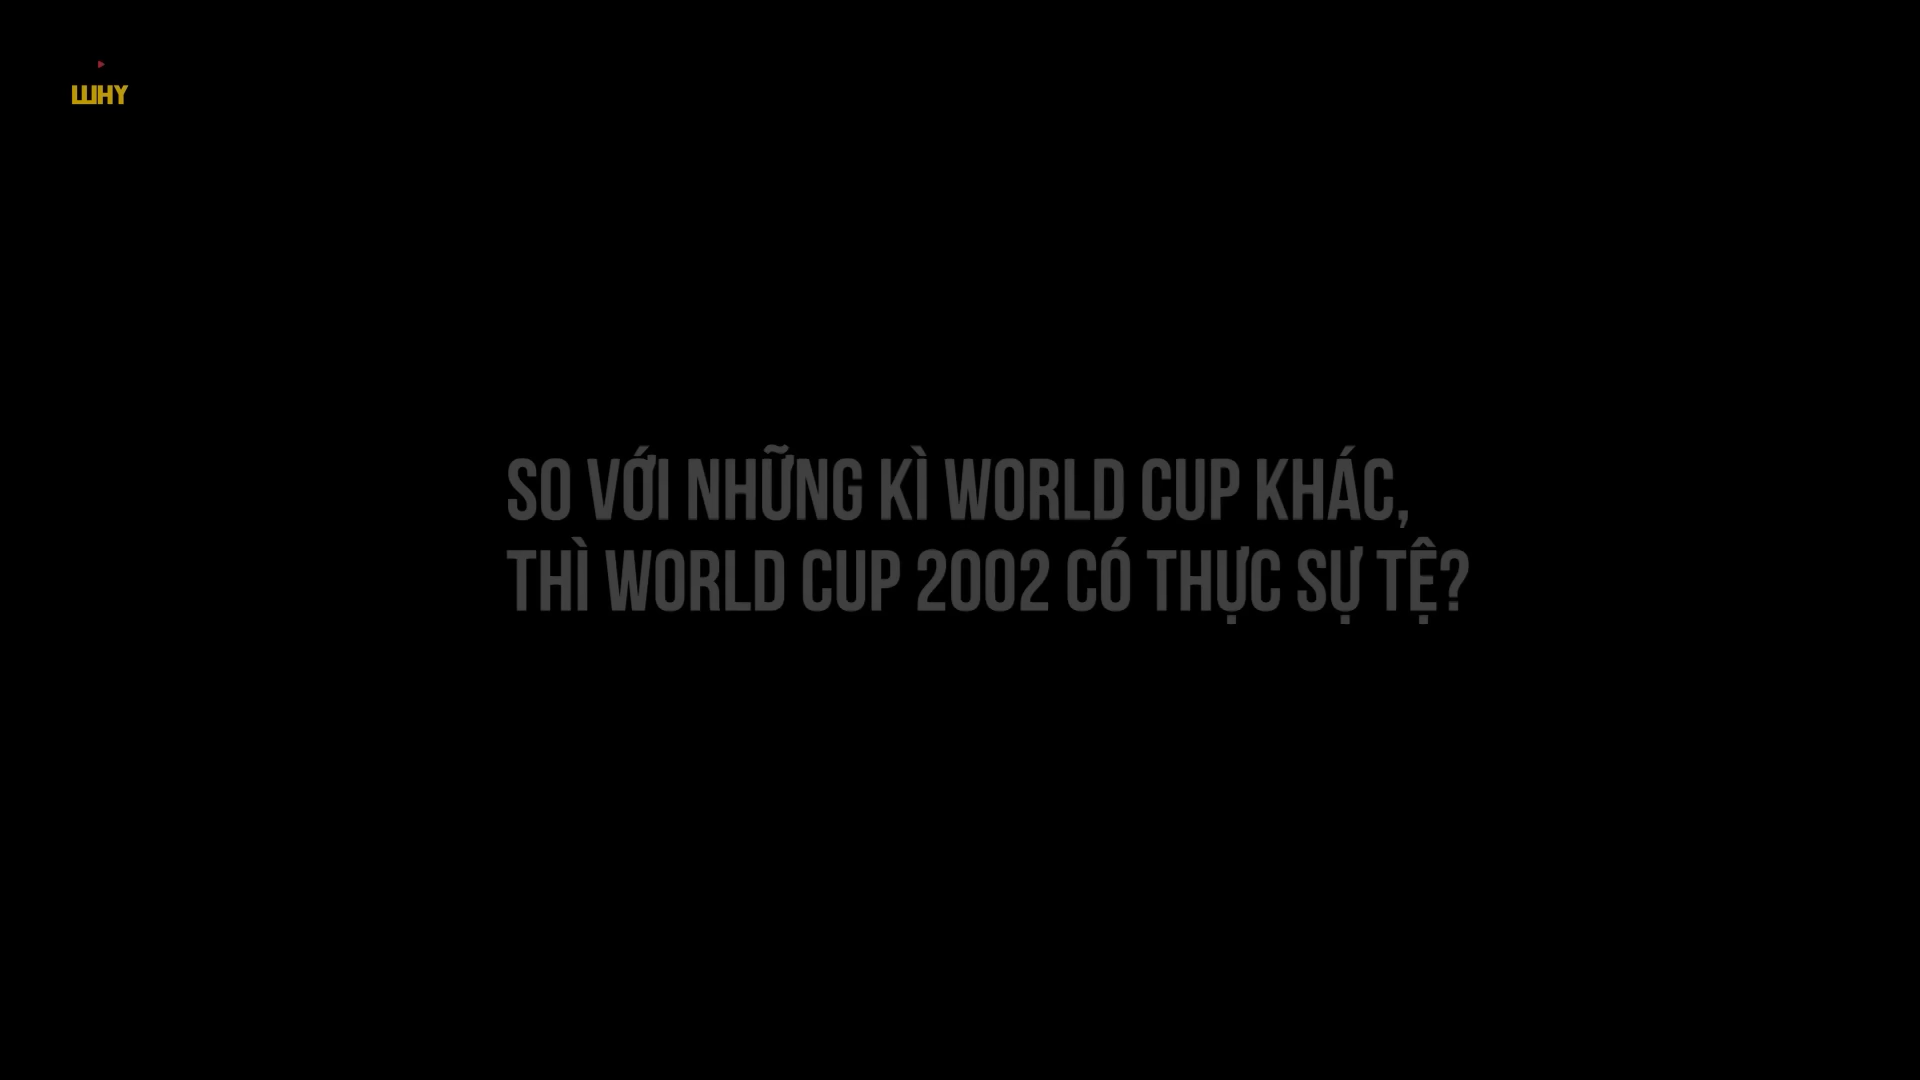 WHY
SO VỚI NHỮNG KÌ WORLD CUP KHÁC,
THÌ WORLD CUP 2002 CÓ THỰC SỰ TỆ?